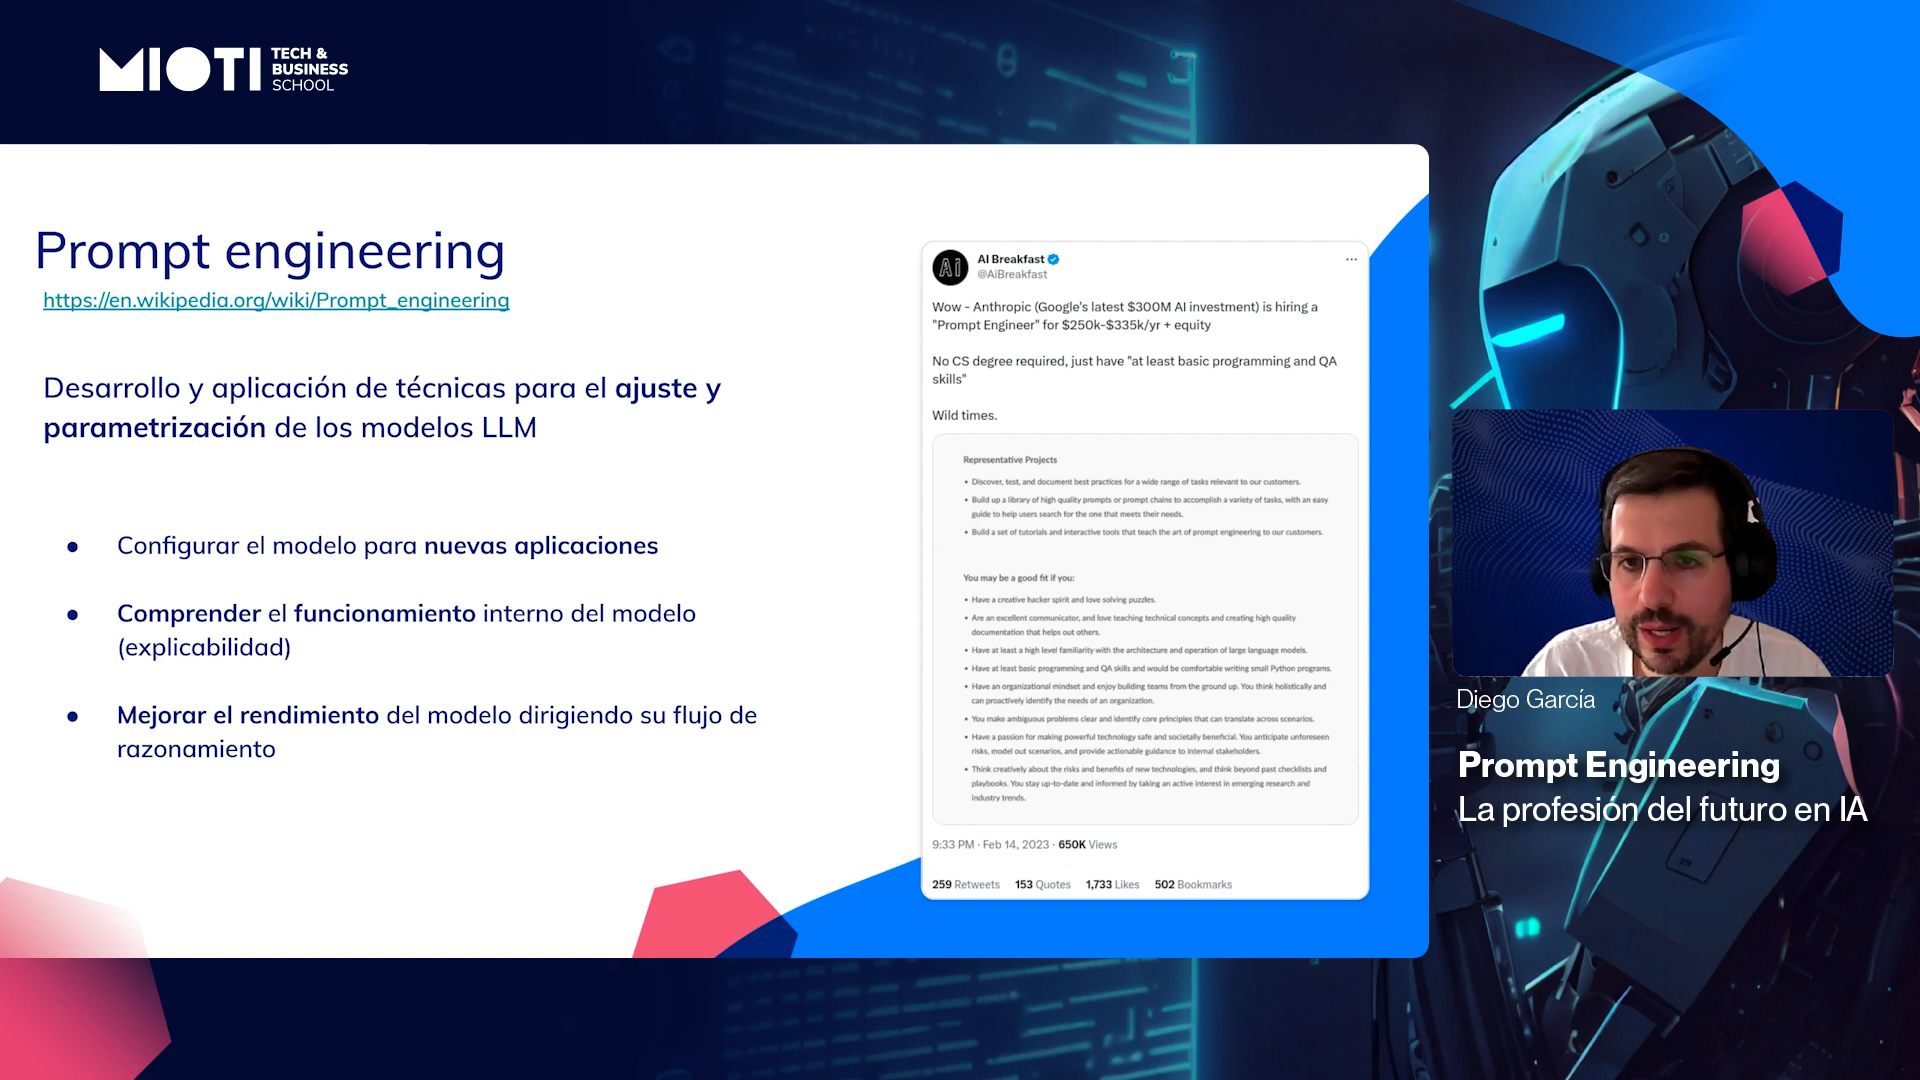 MIOTI
TECH &
BUSINESS
SCHOOL
Prompt engineering
https://en.wikipedia.org/wiki/Prompt_engineering
Desarrollo y aplicación de técnicas para el ajuste y
parametrización de los modelos LLM
● Configurar el modelo para nuevas aplicaciones
● Comprender el funcionamiento interno del modelo
(explicabilidad)
● Mejorar el rendimiento del modelo dirigiendo su flujo de
razonamiento
AI
AI Breakfast
@AiBreakfast
...
Wow - Anthropic (Google's latest $300M AI investment) is hiring a
"Prompt Engineer" for $250k-$335k/yr + equity
No CS degree required, just have "at least basic programming and QA
skills"
Wild times.
Representative Projects
• Discover, test, and document best practices for a wide range of tasks relevant to our customers.
• Build up a library of high quality prompts or prompt chains to accomplish a variety of tasks, with an easy
guide to help users search for the one that meets their needs.
• Build a set of tutorials and interactive tools that teach the art of prompt engineering to our customers.
You may be a good fit if you:
• Have a creative hacker spirit and love solving puzzles.
• Are an excellent communicator, and love teaching technical concepts and creating high quality
documentation that helps out others.
• Have at least a high level familiarity with the architecture and operation of large language models.
• Have at least basic programming and QA skills and would be comfortable writing small Python programs.
• Have an organizational mindset and enjoy building teams from the ground up. You think holistically and
can proactively identify the needs of an organization.
• You make ambiguous problems clear and identify core principles that can translate across scenarios.
• Have a passion for making powerful technology safe and societally beneficial. You anticipate unforeseen
risks, model out scenarios, and provide actionable guidance to internal stakeholders.
• Think creatively about the risks and benefits of new technologies, and think beyond past checklists and
playbooks. You stay up-to-date and informed by taking an active interest in emerging research and
industry trends.
9:33 PM · Feb 14, 2023 · 650K Views
259 Retweets 153 Quotes 1,733 Likes 502 Bookmarks
Diego García
Prompt Engineering
La profesión del futuro en IA